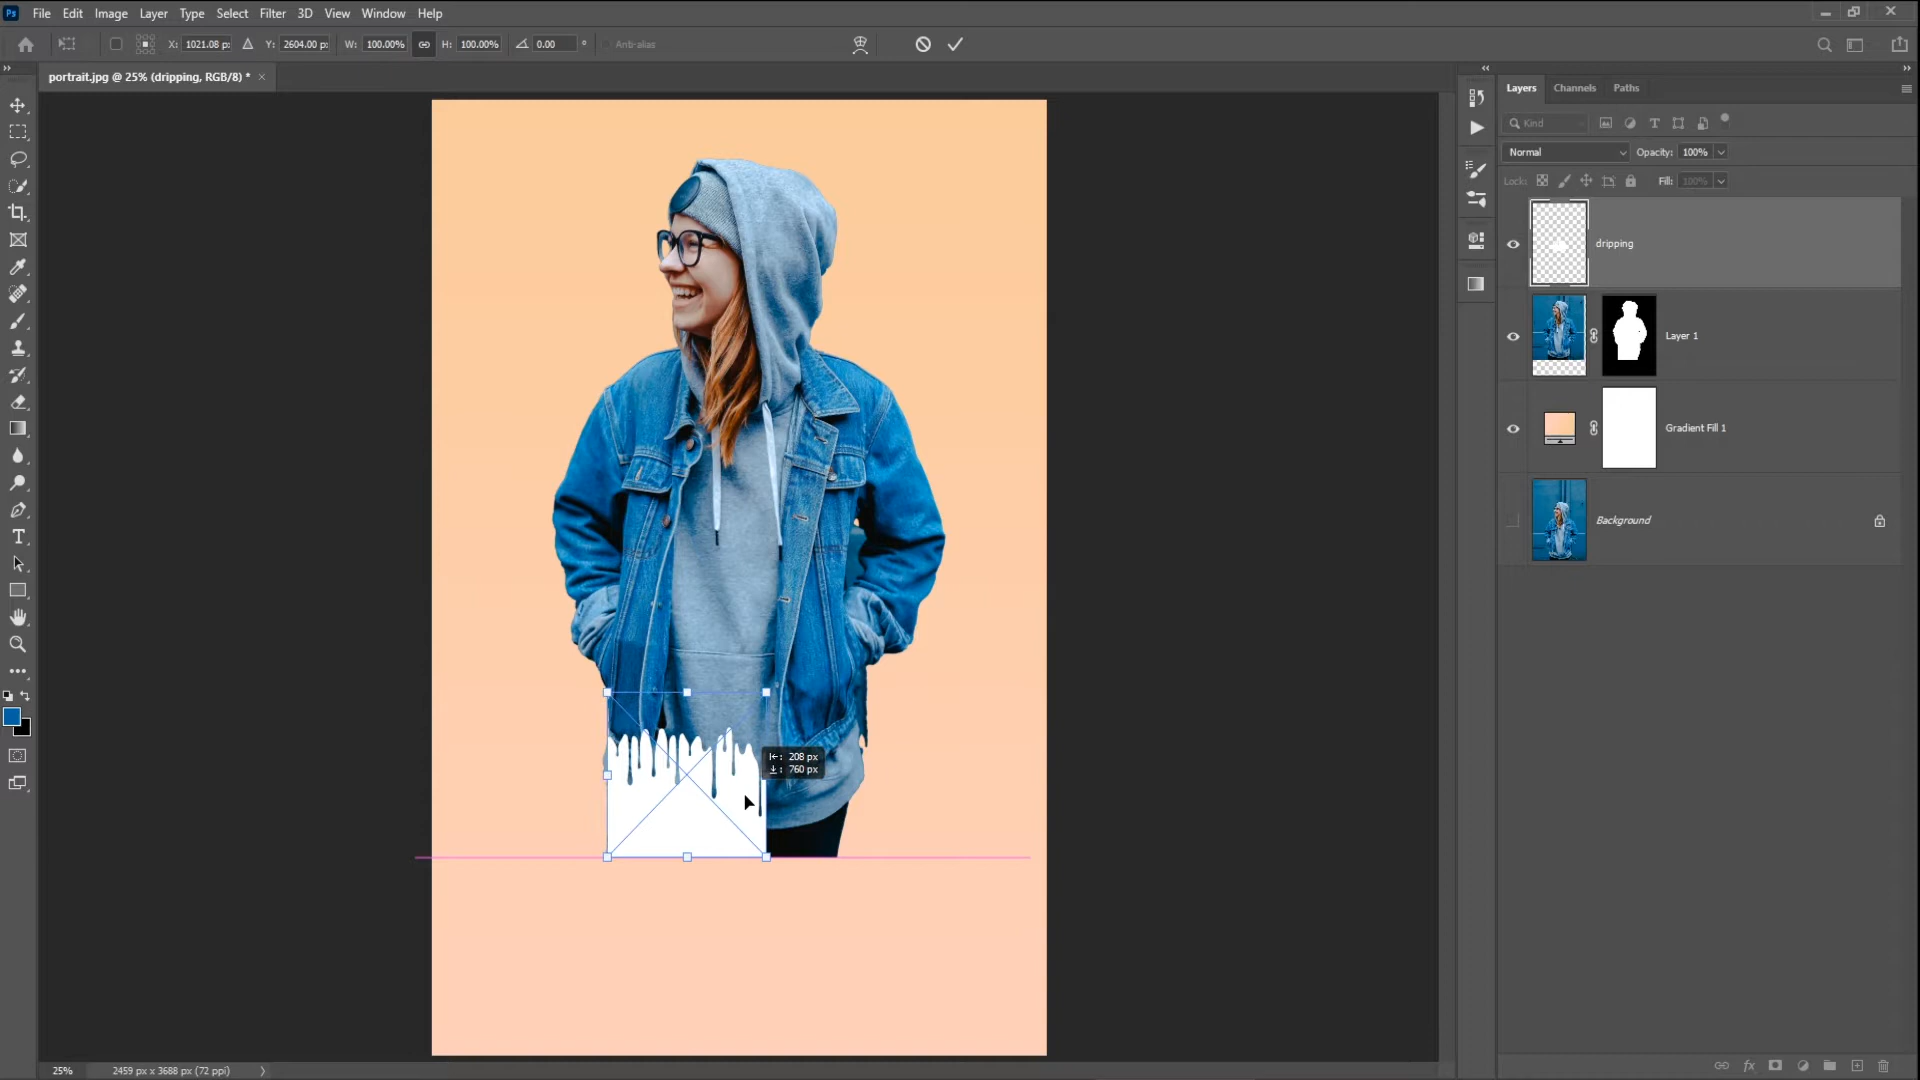 Ps File Edit Image Layer Type Select Filter 3D View Window Help
X: 1021.08 p: Y: 2604.00 p: W: 100.00% H: 100.00% 0.00 ° Anti-alias
portrait.jpg @ 25% (dripping, RGB/8) * ×
Layers Channels Paths
Kind
Normal Opacity: 100%
Lock: Fill: 100%
dripping
Layer 1
Gradient Fill 1
Background
208 px
760 px
25% 2459 px x 3688 px (72 ppi)